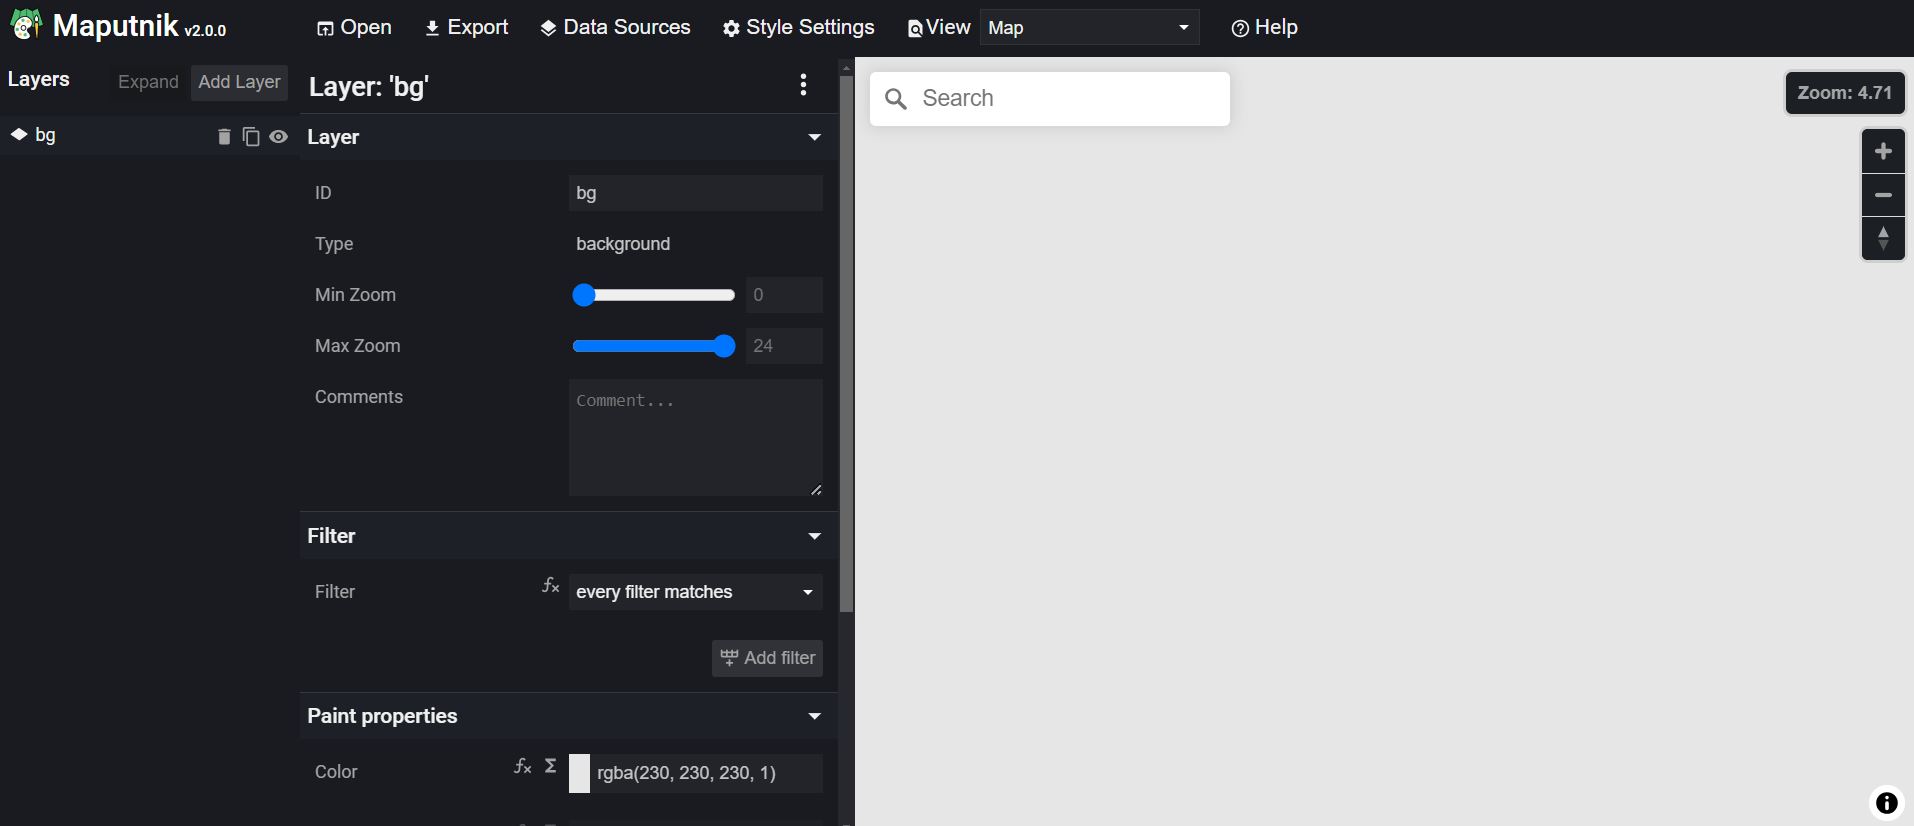 Maputnik v2.0.0
Open
Export
Data Sources
Style Settings
View
Map
Help
Layers
Expand
Add Layer
bg
Layer: 'bg'
Layer
ID
bg
Type
background
Min Zoom
0
Max Zoom
24
Comments
Comment...
Filter
Filter
every filter matches
Add filter
Paint properties
Color
rgba(230, 230, 230, 1)
Search
Zoom: 4.71